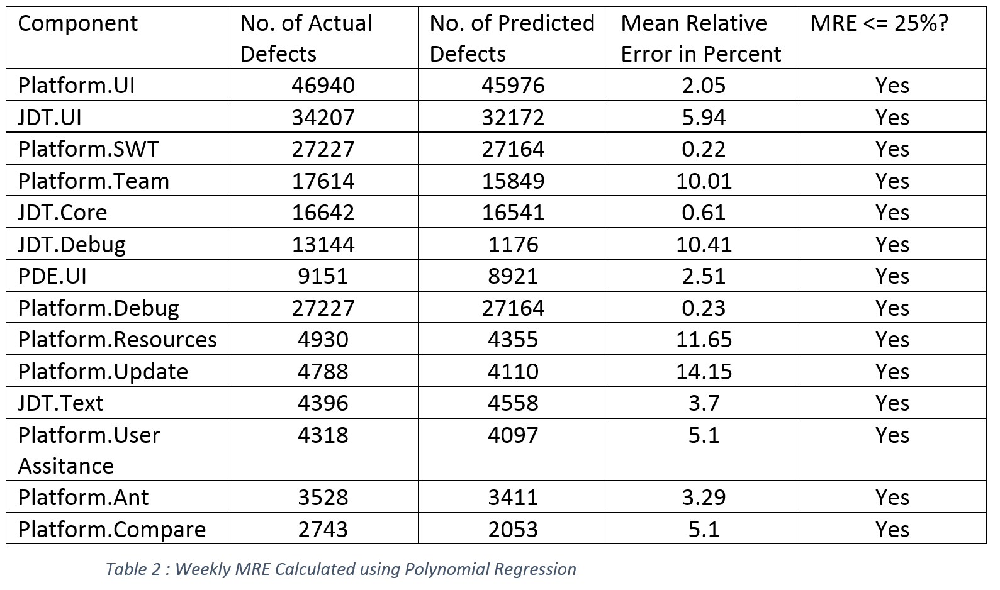 Component No. of Actual No. of Predicted Mean Relative MRE <= 25%?
Defects Defects Error in Percent
Platform.UI 46940 45976 2.05 Yes
JDT.UI 34207 32172 5.94 Yes
Platform.SWT 27227 27164 0.22 Yes
Platform.Team 17614 15849 10.01 Yes
JDT.Core 16642 16541 0.61 Yes
JDT.Debug 13144 1176 10.41 Yes
PDE.UI 9151 8921 2.51 Yes
Platform.Debug 27227 27164 0.23 Yes
Platform.Resources 4930 4355 11.65 Yes
Platform.Update 4788 4110 14.15 Yes
JDT.Text 4396 4558 3.7 Yes
Platform.User 4318 4097 5.1 Yes
Assitance
Platform.Ant 3528 3411 3.29 Yes
Platform.Compare 2743 2053 5.1 Yes
Table 2 : Weekly MRE Calculated using Polynomial Regression